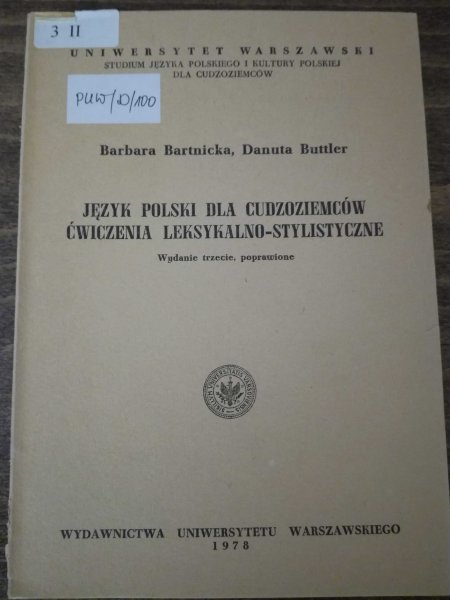 3 II
UNIWERSYTET WARSZAWSKI
STUDIUM JĘZYKA POLSKIEGO I KULTURY POLSKIEJ
DLA CUDZOZIEMCÓW
PUW/D/100
Barbara Bartnicka, Danuta Buttler
JĘZYK POLSKI DLA CUDZOZIEMCÓW
ĆWICZENIA LEKSYKALNO-STYLISTYCZNE
Wydanie trzecie, poprawione
WYDAWNICTWA UNIWERSYTETU WARSZAWSKIEGO
1978